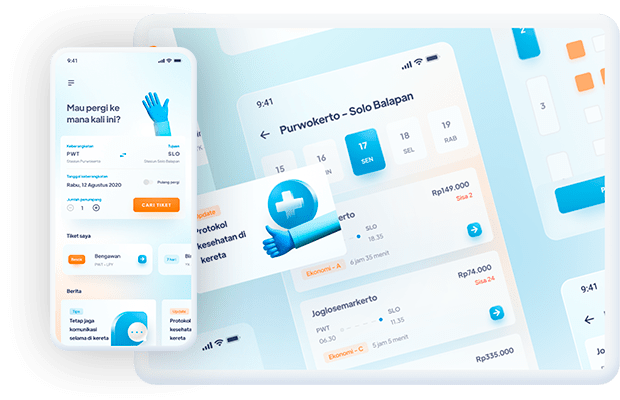 9:41
Mau pergi ke
mana kali ini?
Keberangkatan
Tujuan
PWT
SLO
Stasiun Purwokerto
Stasiun Solo Balapan
Tanggal keberangkatan
Rabu, 12 Agustus 2020
Pulang pergi
Jumlah penumpang
1
CARI TIKET
Tiket saya
Bengawan
PWT - LPY
Berita
Tips
Tetap jaga
komunikasi
selama di kereta
Update
Protokol
kesehatan
kereta
Update
Protokol
kesehatan di
kereta
9:41
Purwokerto - Solo Balapan
15
16
IN
17
SEN
18
SEL
19
RAB
Rp149.000
Sisa 2
kerto
SLO
18.35
Ekonomi - A
6 jam 35 menit
Rp74.000
Sisa 24
Joglosemarkerto
PWT
SLO
06.30
11.35
Ekonomi - C
5 jam 5 menit
Rp335.000
2
3
9:41
Jo